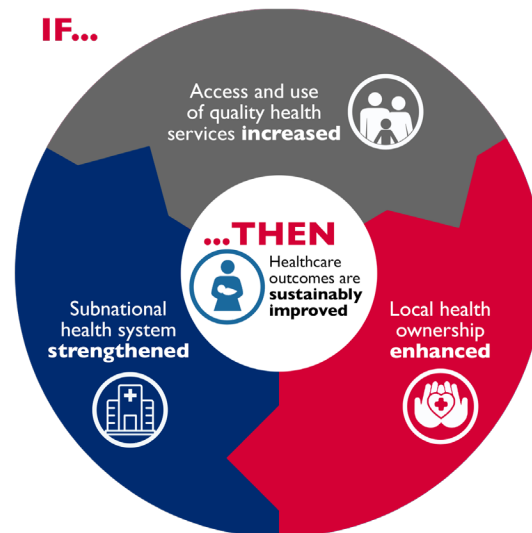 IF...
Access and use
of quality health
services increased
...THEN
Healthcare
outcomes are
sustainably
improved
Subnational
health system
strengthened
Local health
ownership
enhanced